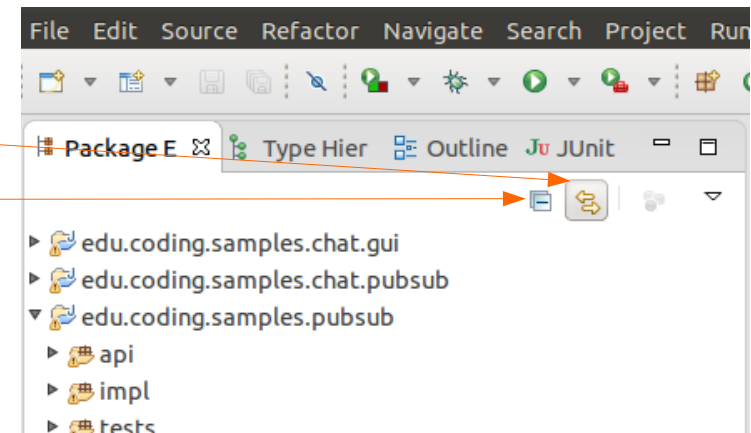 File Edit Source Refactor Navigate Search Project Run
Package E Type Hier Outline Ju JUnit
edu.coding.samples.chat.gui
edu.coding.samples.chat.pubsub
edu.coding.samples.pubsub
api
impl
tests